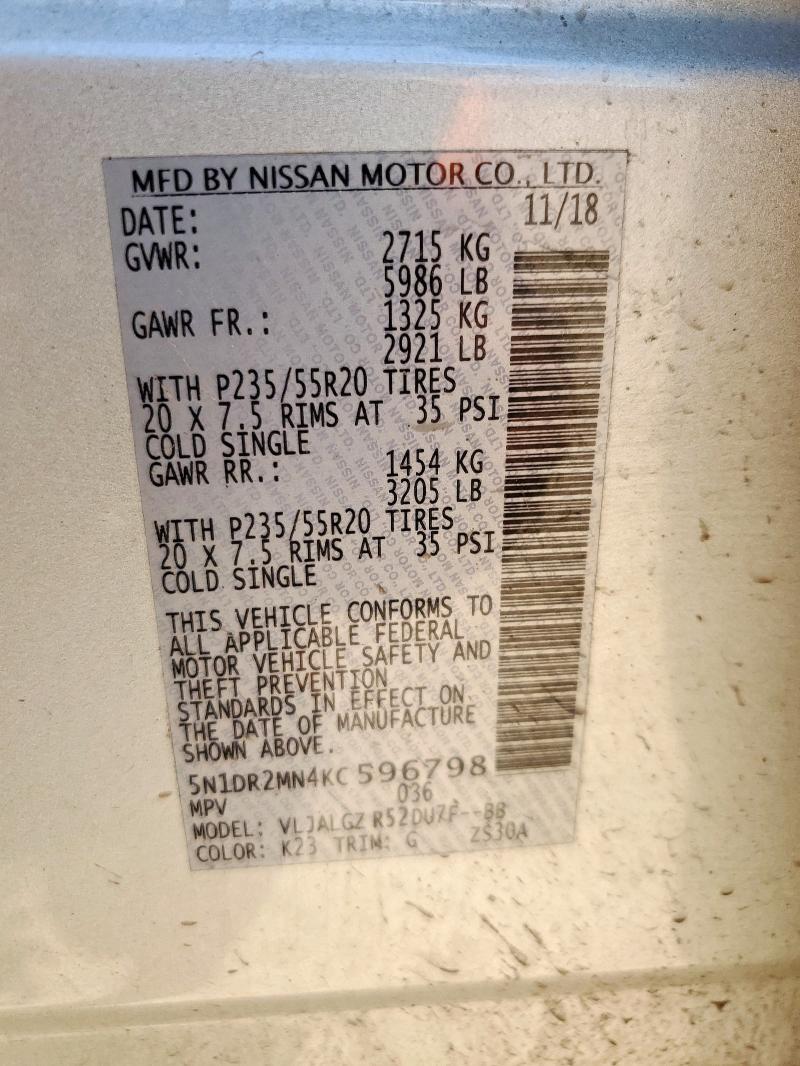 MFD BY NISSAN MOTOR CO., LTD.
DATE: 11/18
GVWR: 2715 KG
5986 LB
GAWR FR.: 1325 KG
2921 LB
WITH P235/55R20 TIRES
20 X 7.5 RIMS AT 35 PSI
COLD SINGLE
GAWR RR.: 1454 KG
3205 LB
WITH P235/55R20 TIRES
20 X 7.5 RIMS AT 35 PSI
COLD SINGLE
THIS VEHICLE CONFORMS TO
ALL APPLICABLE FEDERAL
MOTOR VEHICLE SAFETY AND
THEFT PREVENTION
STANDARDS IN EFFECT ON
THE DATE OF MANUFACTURE
SHOWN ABOVE.
5N1DR2MN4KC596798
MPV 036
MODEL: VLJALGZ
COLOR: K23 TRIM: G ZS30A